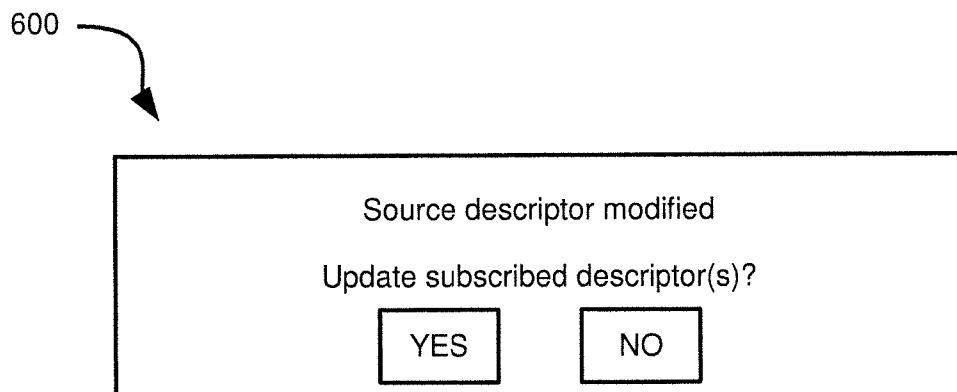 600
Source descriptor modified
Update subscribed descriptor(s)?
YES NO